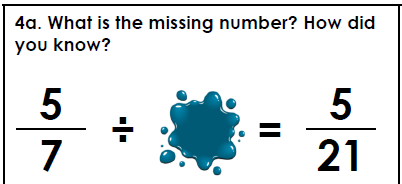 4a. What is the missing number? How did
you know?
5 ÷ = 5
7 21